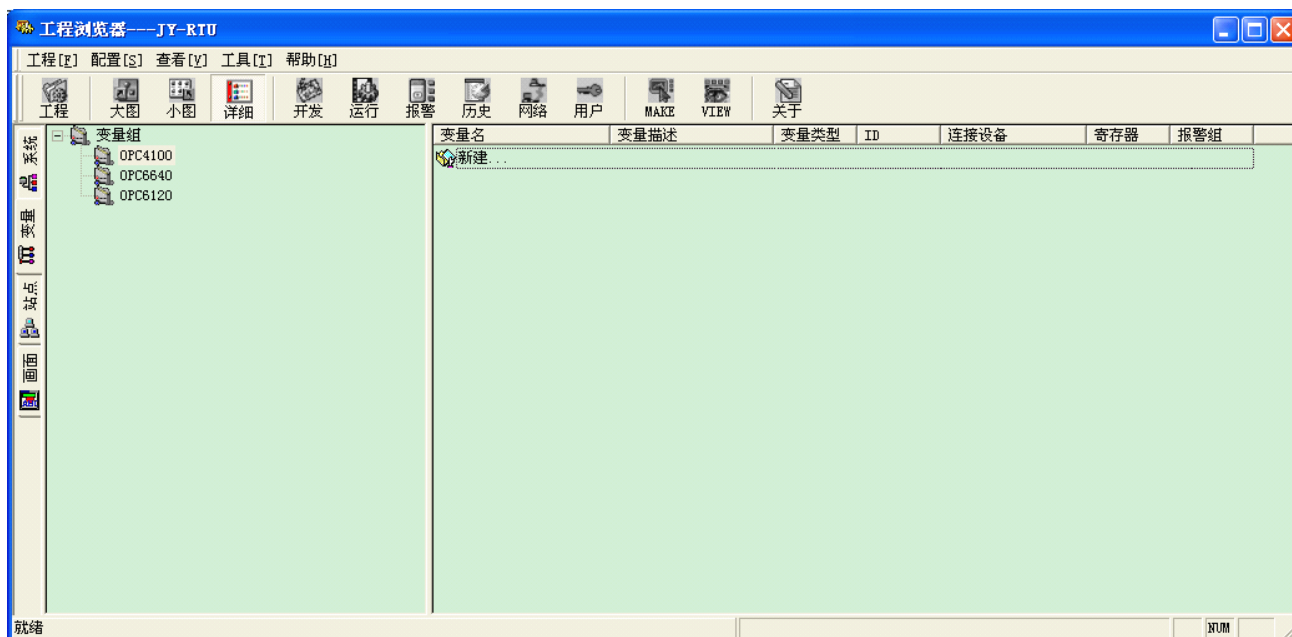 工程浏览器---JY-RTU
工程[F] 配置[S] 查看[V] 工具[T] 帮助[H]
工程 大图 小图 详细 开发 运行 报警 历史 网络 用户 MAKE VIEW 关于
系统
变量
站点
画面
变量组
OPC4100
OPC6640
OPC6120
变量名 变量描述 变量类型 ID 连接设备 寄存器 报警组
新建...
就绪 NUM